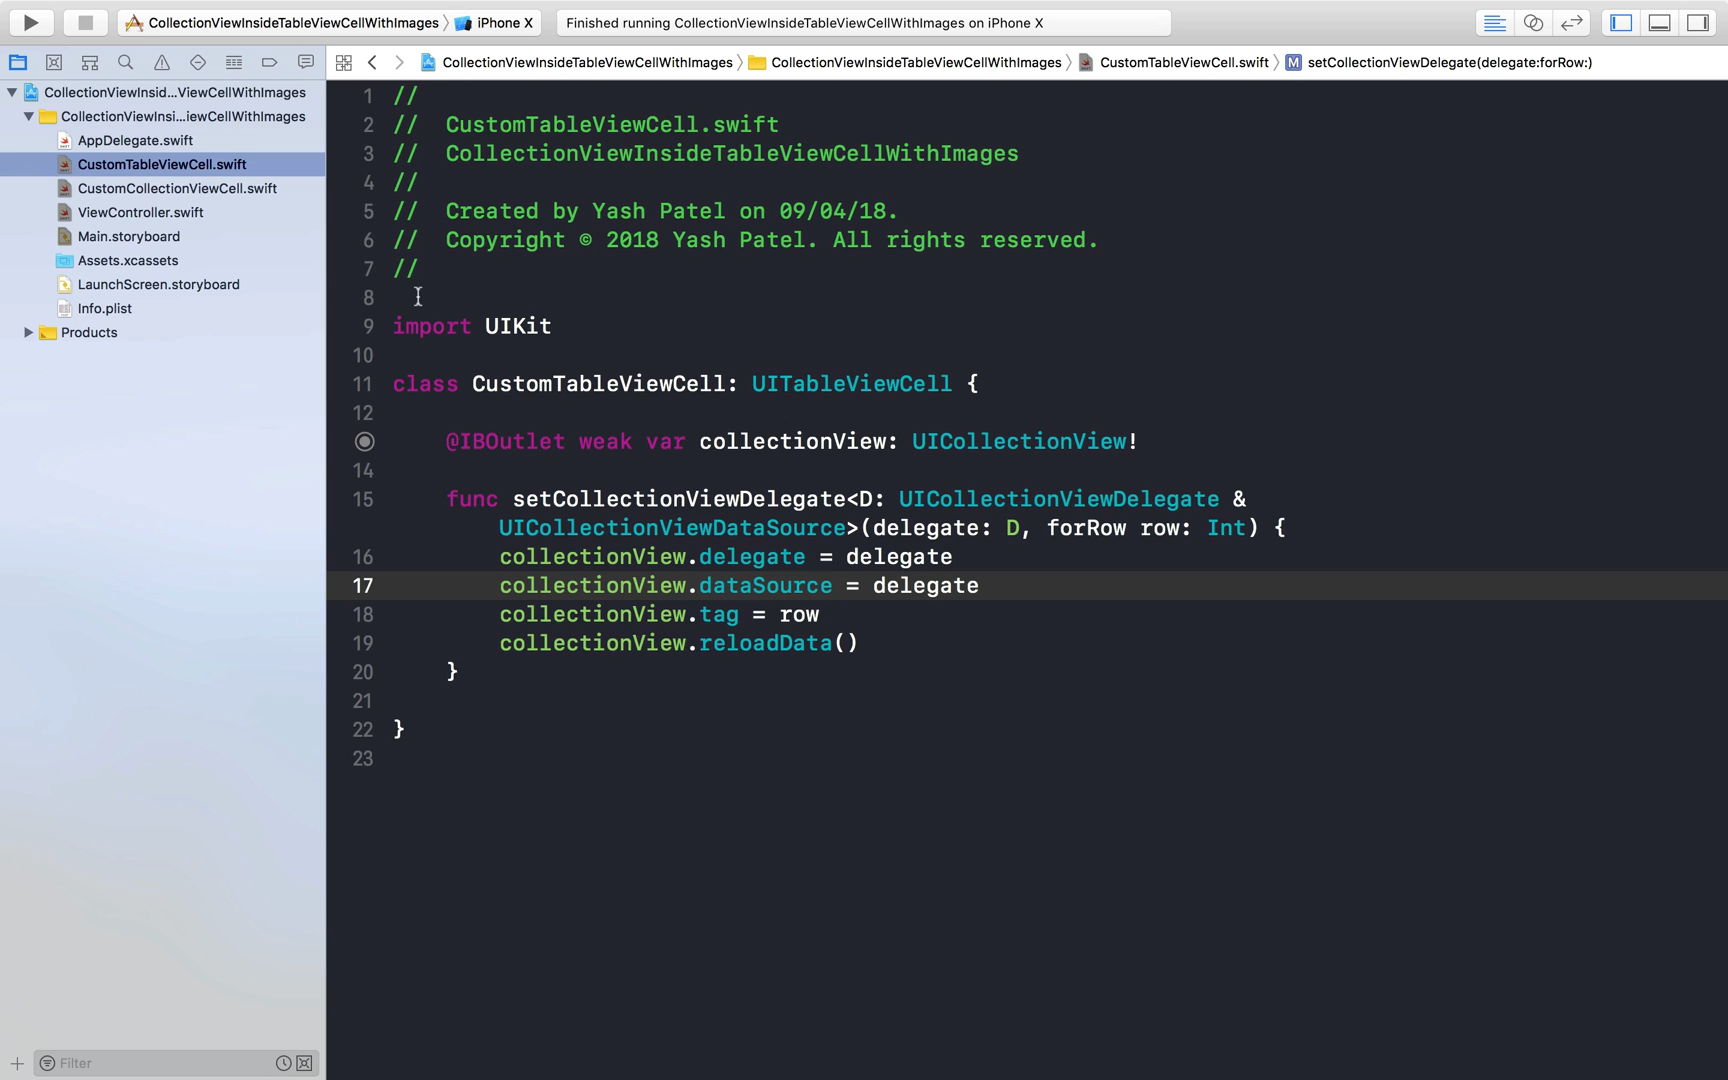 CollectionViewInsideTableViewCellWithImages iPhone X
Finished running CollectionViewInsideTableViewCellWithImages on iPhone X
CollectionViewInsideTableViewCellWithImages CollectionViewInsideTableViewCellWithImages CustomTableViewCell.swift M setCollectionViewDelegate(delegate:forRow:)
CollectionViewInsid...ViewCellWithImages
CollectionViewInsi...iewCellWithImages
AppDelegate.swift
CustomTableViewCell.swift
CustomCollectionViewCell.swift
ViewController.swift
Main.storyboard
Assets.xcassets
LaunchScreen.storyboard
Info.plist
Products
Filter
1 //
2 // CustomTableViewCell.swift
3 // CollectionViewInsideTableViewCellWithImages
4 //
5 // Created by Yash Patel on 09/04/18.
6 // Copyright © 2018 Yash Patel. All rights reserved.
7 //
8
9 import UIKit
10
11 class CustomTableViewCell: UITableViewCell {
12
@IBOutlet weak var collectionView: UICollectionView!
14
15 func setCollectionViewDelegate<D: UICollectionViewDelegate &
UICollectionViewDataSource>(delegate: D, forRow row: Int) {
16 collectionView.delegate = delegate
17 collectionView.dataSource = delegate
18 collectionView.tag = row
19 collectionView.reloadData()
20 }
21
22 }
23